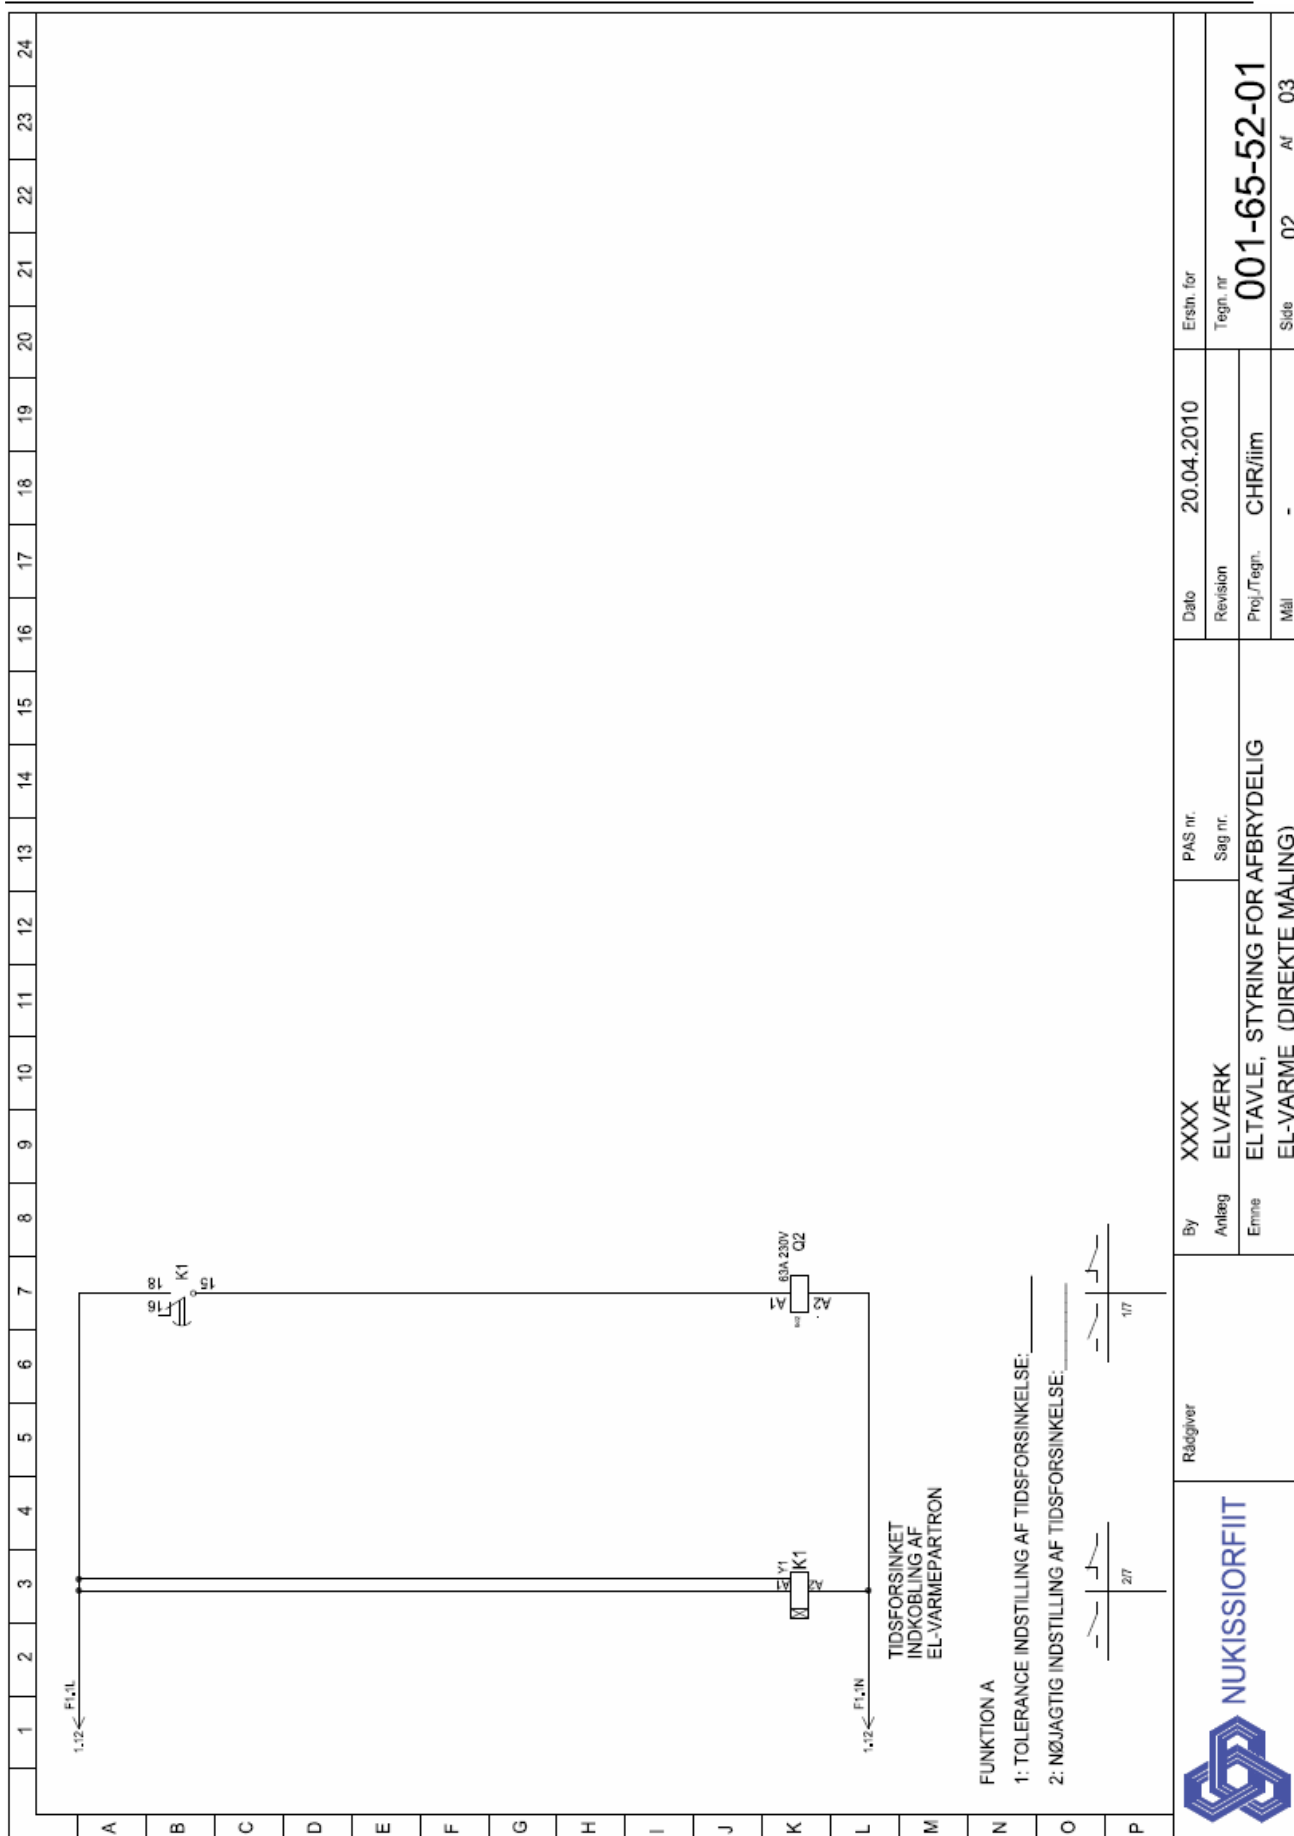 1 2 3 4 5 6 7 8 9 10 11 12 13 14 15 16 17 18 19 20 21 22 23 24
A
B
C
D
E
F
G
H
I
J
K
L
M
N
O
P
1.12 F1.1L
18
16
K1
15
Y1
A1
K1
A2
63A 230V
A1
Q2
A2
1.12 F1.1N
TIDSFORSINKET
INDKOBLING AF
EL-VARMEPARTRON
FUNKTION A
1: TOLERANCE INDSTILLING AF TIDSFORSINKELSE:
2: NØJAGTIG INDSTILLING AF TIDSFORSINKELSE:
2/7
1/7
NUKISSIORFIIT
Rådgiver
By XXXX
Anlæg ELVÆRK
Emne ELTAVLE, STYRING FOR AFBRYDELIG
EL-VARME (DIREKTE MÅLING)
PAS nr.
Sag nr.
Dato 20.04.2010
Revision
Proj./Tegn. CHR/iim
Mål -
Erstn. for
Tegn. nr
001-65-52-01
Side 02 Af 03